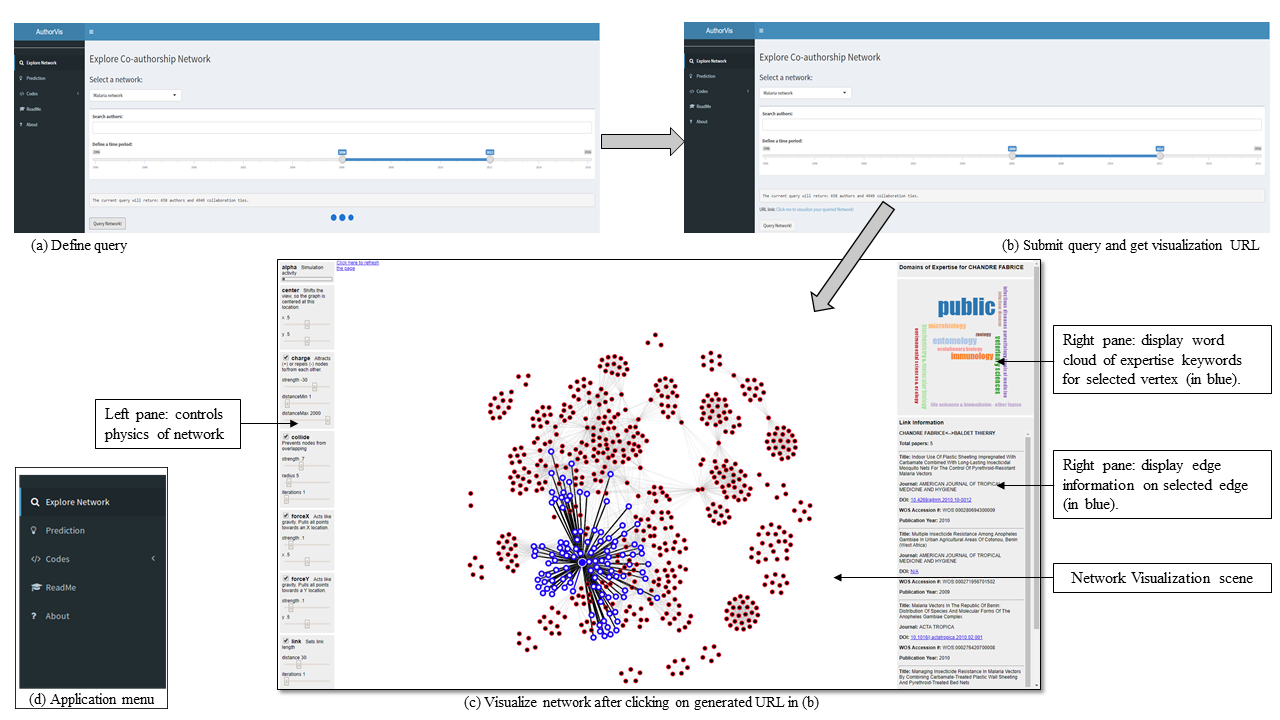 AuthorVis
Explore Network
Prediction
Codes
ReadMe
About
Explore Co-authorship Network
Select a network:
Malaria network
Search authors:
Define a time period:
The current query will return: 458 authors and 4949 collaboration ties.
Query Network!
(a) Define query
AuthorVis
Explore Network
Prediction
Codes
ReadMe
About
Explore Co-authorship Network
Select a network:
Malaria network
Search authors:
Define a time period:
The current query will return: 458 authors and 4949 collaboration ties.
URL link: Click me to visualize your queried Network!
Query Network!
(b) Submit query and get visualization URL
alpha Simulation
activity
Click here to refresh
the page
center Shifts the
view, so the graph is
centered at this
location.
x .5
y .5
charge Attracts
(+) or repels (-) nodes
to/from each other.
strength -30
distanceMin 1
distanceMax 2000
collide
Prevents nodes from
overlapping
strength .7
radius 5
iterations 1
forceX Acts like
gravity. Pulls all points
towards an X location.
strength .1
x .5
forceY Acts like
gravity. Pulls all points
towards a Y location.
strength .1
y .5
link Sets link
length
distance 30
iterations 1
Domains of Expertise for CHANDRE FABRICE
public
microbiology
zoology
entomology
evolutionary biology
immunology
veterinary sciences
life sciences & biomedicine - other topics
Link Information
CHANDRE FABRICE<-->BALDET THIERRY
Total papers: 5
Title: Indoor Use Of Plastic Sheeting Impregnated With
Carbamate Combined With Long-Lasting Insecticidal
Mosquito Nets For The Control Of Pyrethroid-Resistant
Malaria Vectors
Journal: AMERICAN JOURNAL OF TROPICAL
MEDICINE AND HYGIENE
DOI: 10.4269/ajtmh.2010.10-0012
WOS Accession #: WOS:000280694300009
Publication Year: 2010
Title: Multiple Insecticide Resistance Among Anopheles
Gambiae In Urban Agricultural Areas Of Cotonou, Benin
(West Africa)
Journal: AMERICAN JOURNAL OF TROPICAL
MEDICINE AND HYGIENE
DOI: N/A
WOS Accession #: WOS:000271956701502
Publication Year: 2009
Title: Malaria Vectors In The Republic Of Benin
Distribution Of Species And Molecular Forms Of The
Anopheles Gambiae Complex
Journal: ACTA TROPICA
DOI: 10.1016/j.actatropica.2010.02.001
WOS Accession #: WOS:000276420700008
Publication Year: 2010
Title: Managing Insecticide Resistance In Malaria Vectors
By Combining Carbamate-Treated Plastic Wall Sheeting
And Pyrethroid-Treated Bed Nets
Left pane: controls
physics of network
Right pane: display word
cloud of expertise keywords
for selected vertex (in blue).
Right pane: display edge
information on selected edge
(in blue).
Network Visualization scene
Explore Network
Prediction
Codes
ReadMe
About
(d) Application menu
(c) Visualize network after clicking on generated URL in (b)